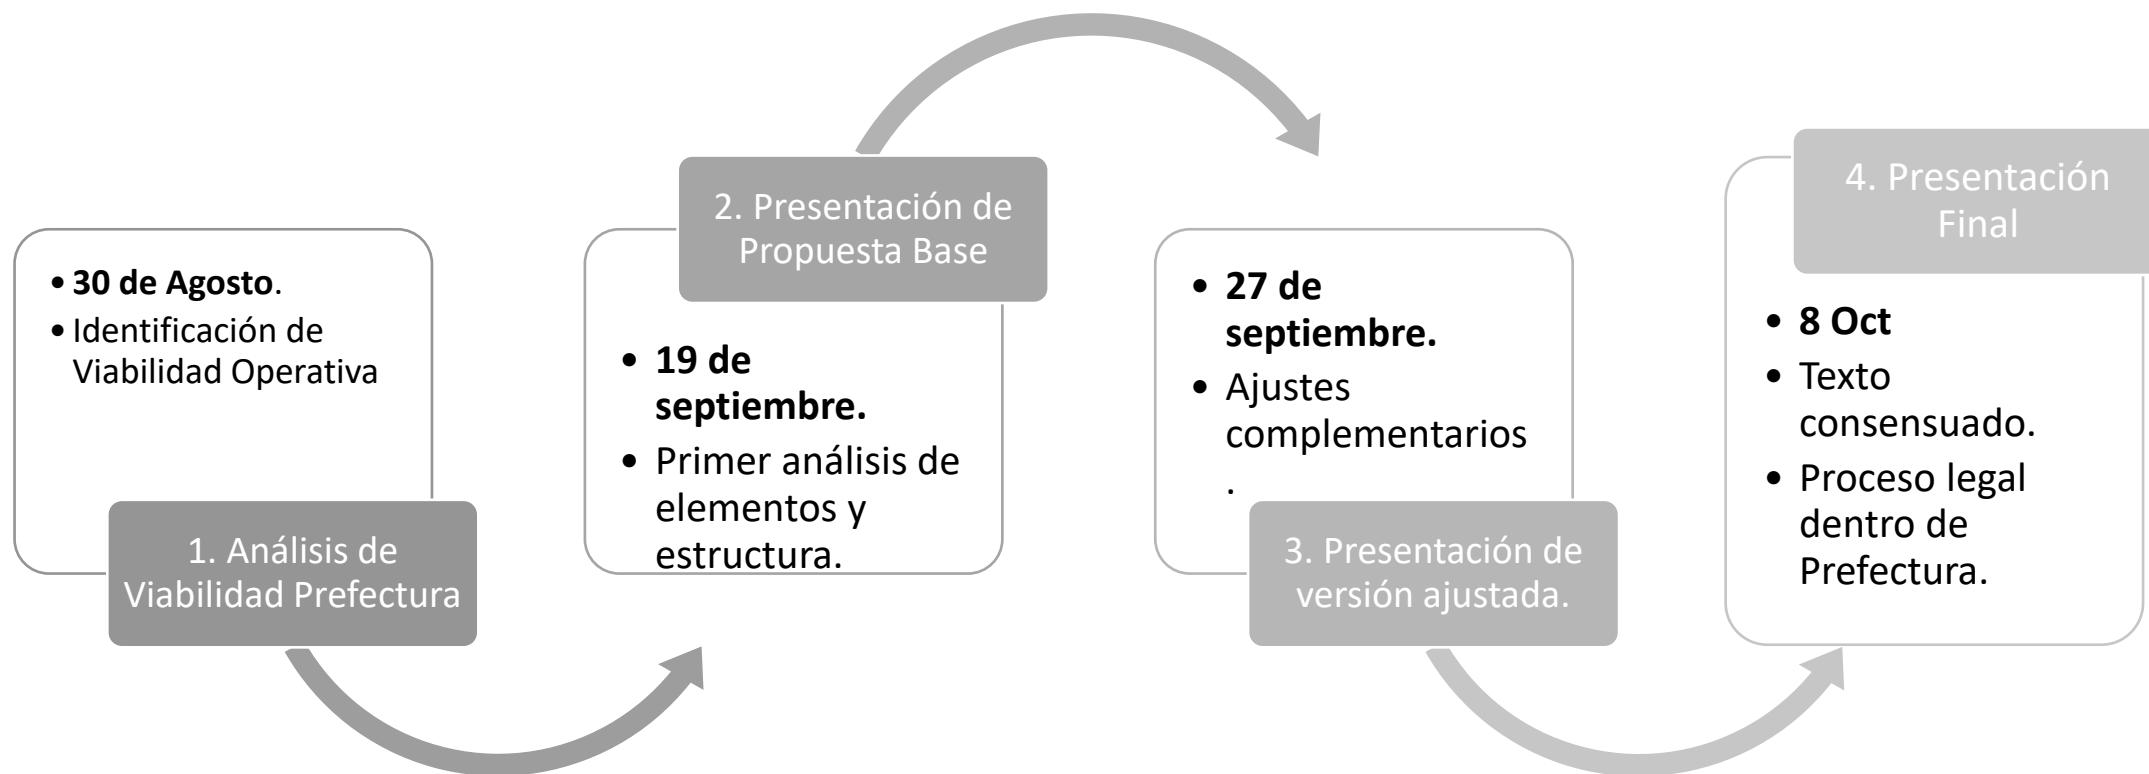 • 30 de Agosto.
• Identificación de
Viabilidad Operativa
1. Análisis de
Viabilidad Prefectura
2. Presentación de
Propuesta Base
• 19 de
septiembre.
• Primer análisis de
elementos y
estructura.
• 27 de
septiembre.
• Ajustes
complementarios
.
3. Presentación de
versión ajustada.
4. Presentación
Final
• 8 Oct
• Texto
consensuado.
• Proceso legal
dentro de
Prefectura.